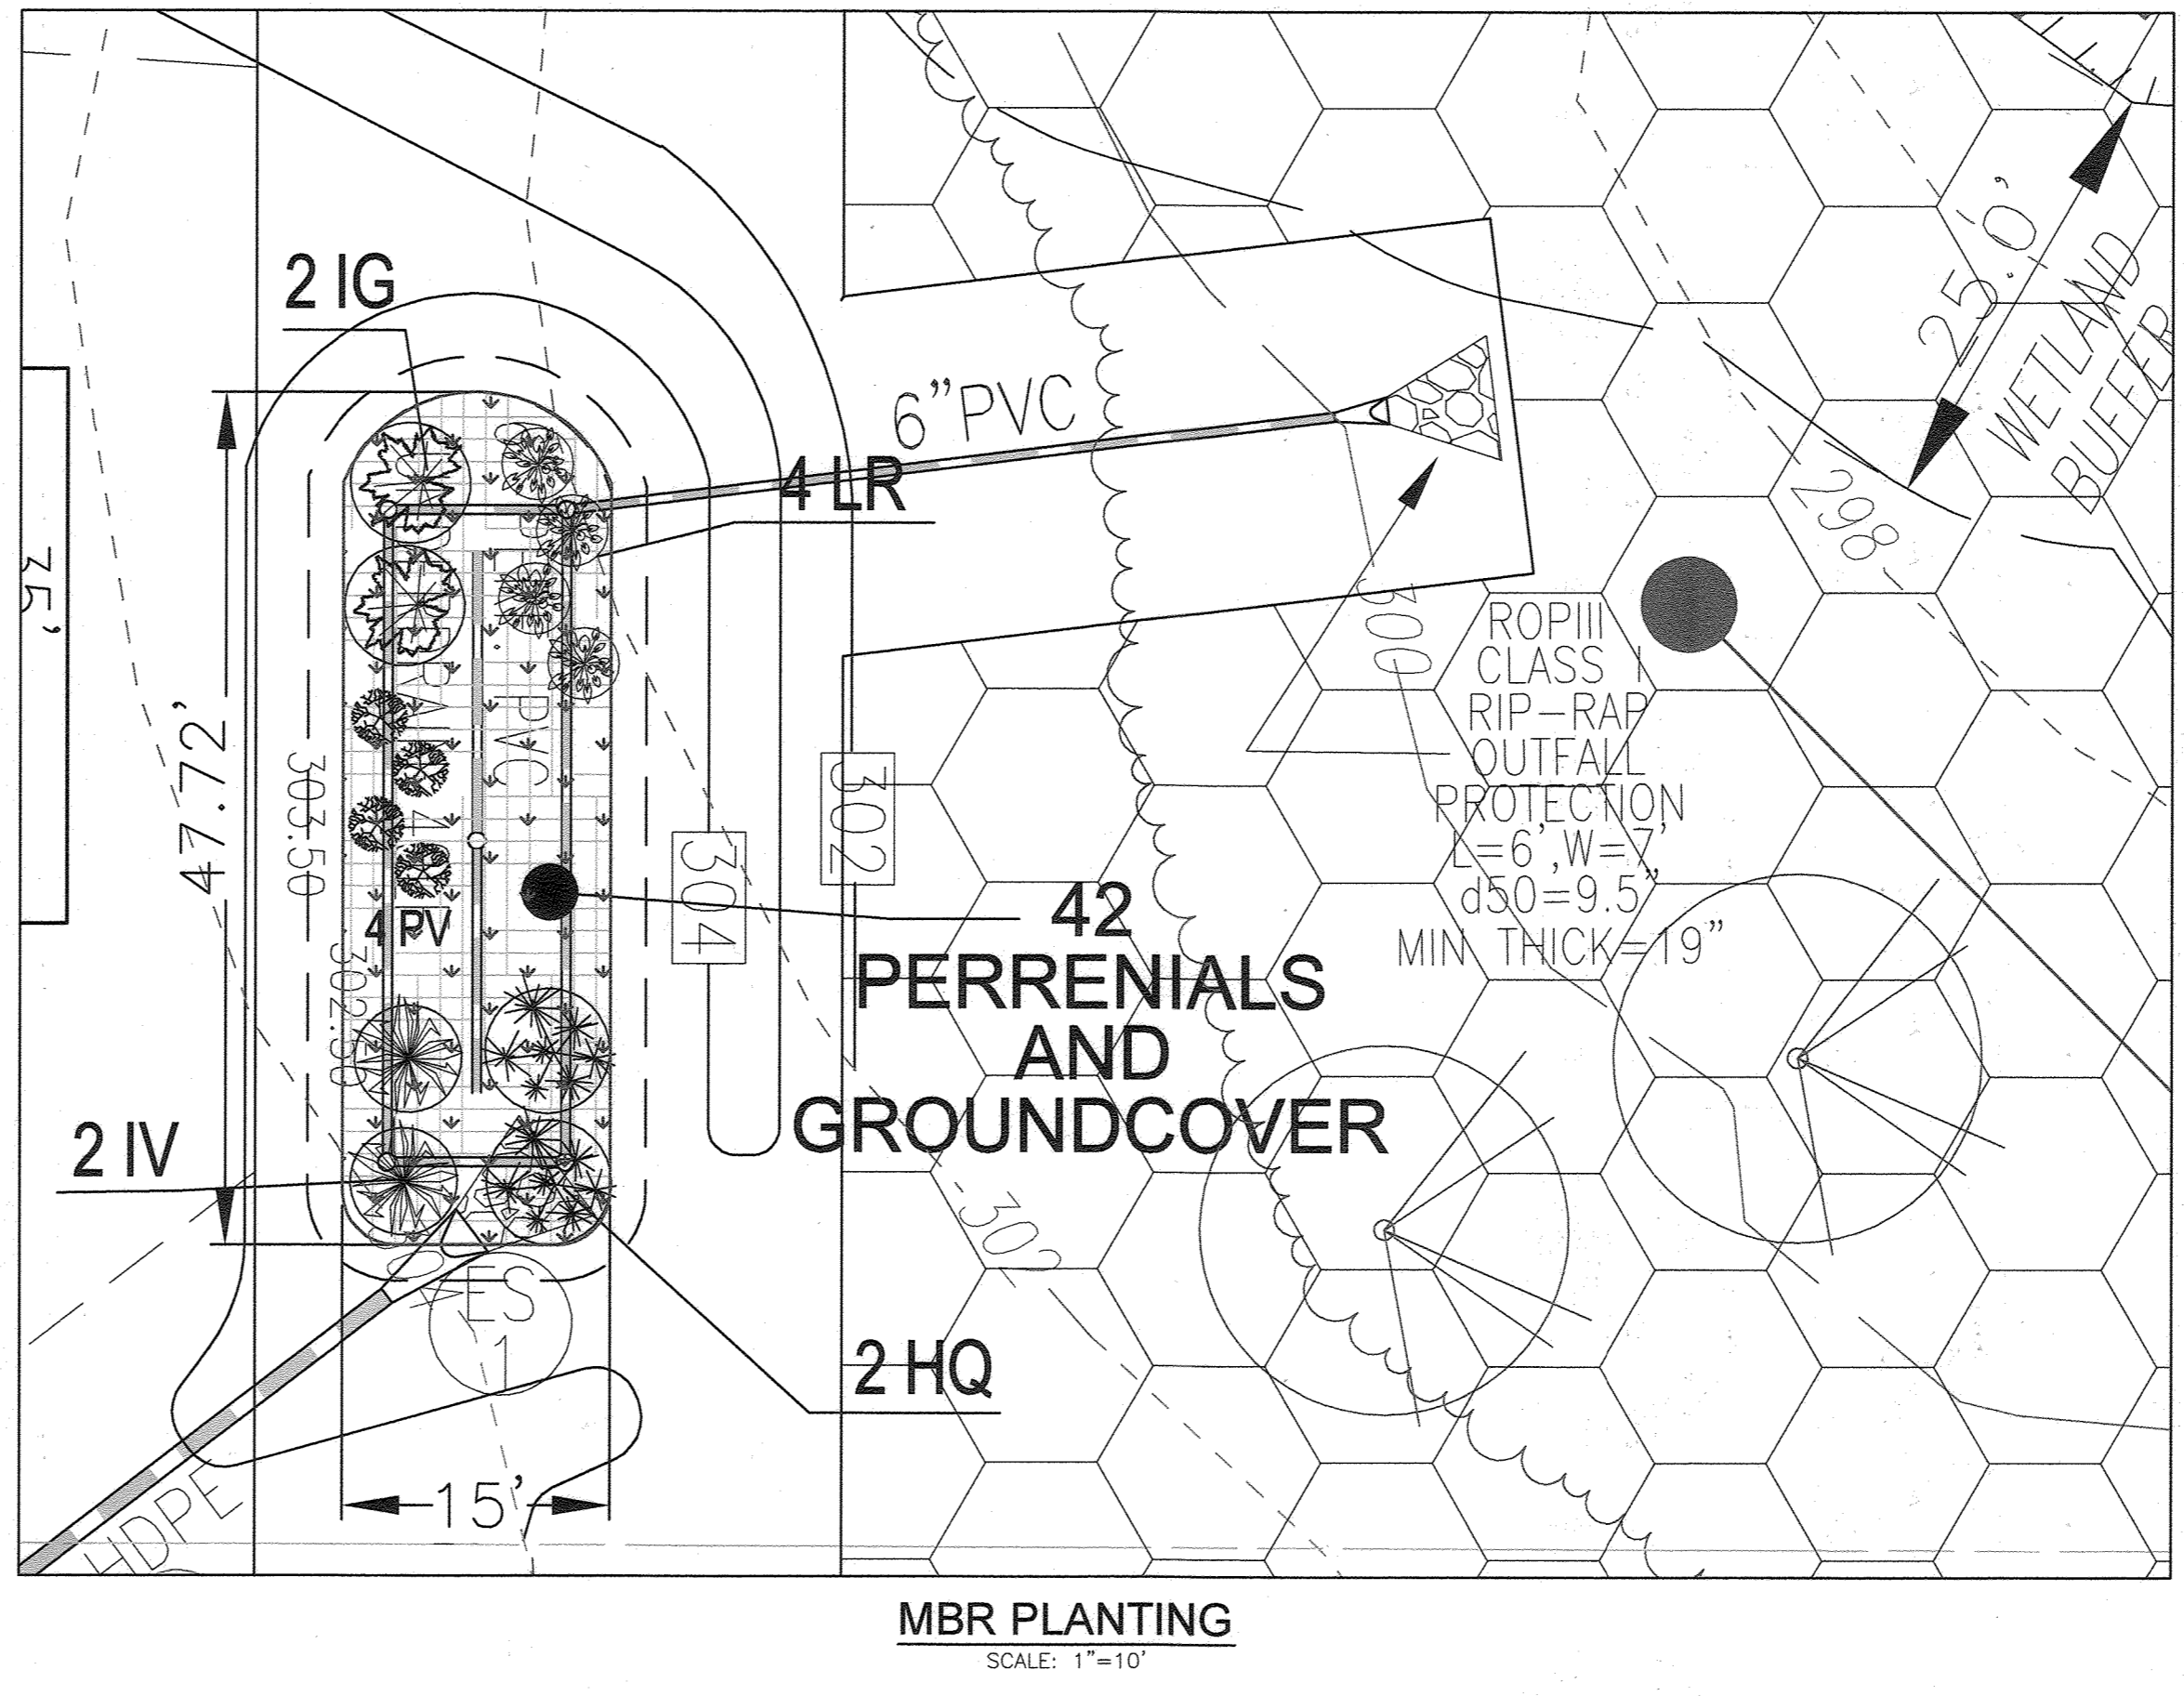 2 IG
25.0'
WETLAND
BUFFER
6"PVC
4 LR
298
35'
47.72'
303.50
PVC
300
ROPIII
CLASS I
RIP-RAP
OUTFALL
PROTECTION
L=6',W=7'
d50=9.5"
MIN THICK=19"
302
304
4 PV
302.50
42
PERRENIALS
AND
GROUNDCOVER
2 IV
302
ES
1
2 HQ
15'
HDPE
MBR PLANTING
SCALE: 1"=10'